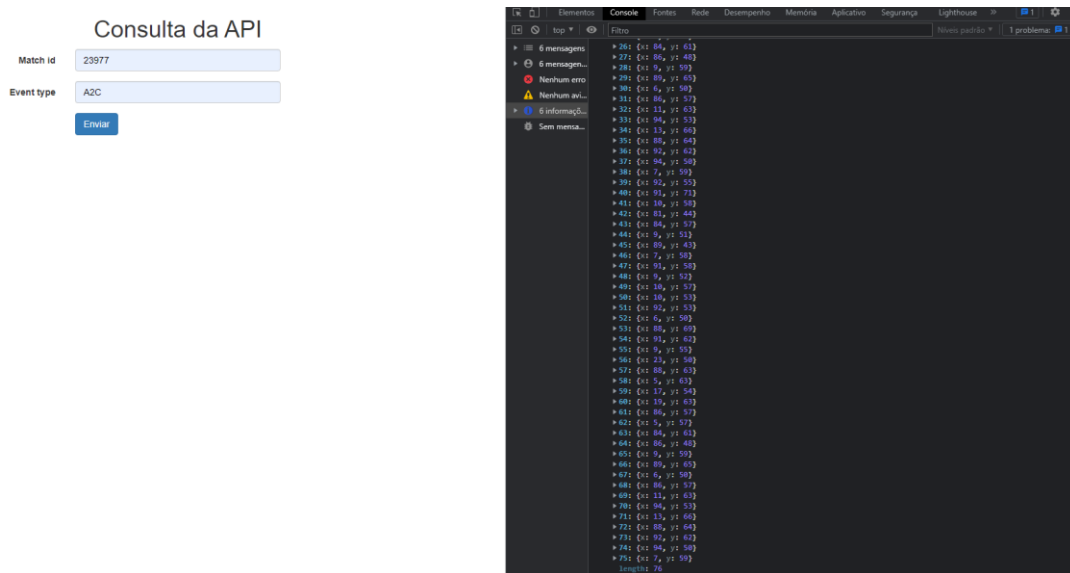 Consulta da API
Match id
23977
Event type
A2C
Enviar
Elementos Console Fontes Rede Desempenho Memória Aplicativo Segurança Lighthouse » 1
top ▼ Filtro Níveis padrão ▼ 1 problema: 1
6 mensagens
6 mensagen...
Nenhum erro
Nenhum avi...
6 informaçõ...
Sem mensa...
▶ 26: {x: 84, y: 61}
▶ 27: {x: 86, y: 48}
▶ 28: {x: 9, y: 59}
▶ 29: {x: 89, y: 65}
▶ 30: {x: 6, y: 50}
▶ 31: {x: 86, y: 57}
▶ 32: {x: 11, y: 63}
▶ 33: {x: 94, y: 53}
▶ 34: {x: 13, y: 66}
▶ 35: {x: 88, y: 64}
▶ 36: {x: 92, y: 62}
▶ 37: {x: 94, y: 50}
▶ 38: {x: 7, y: 59}
▶ 39: {x: 92, y: 55}
▶ 40: {x: 91, y: 71}
▶ 41: {x: 10, y: 58}
▶ 42: {x: 81, y: 44}
▶ 43: {x: 84, y: 57}
▶ 44: {x: 9, y: 51}
▶ 45: {x: 89, y: 43}
▶ 46: {x: 7, y: 58}
▶ 47: {x: 91, y: 58}
▶ 48: {x: 9, y: 52}
▶ 49: {x: 10, y: 57}
▶ 50: {x: 10, y: 53}
▶ 51: {x: 92, y: 53}
▶ 52: {x: 6, y: 50}
▶ 53: {x: 88, y: 69}
▶ 54: {x: 91, y: 62}
▶ 55: {x: 9, y: 55}
▶ 56: {x: 23, y: 50}
▶ 57: {x: 88, y: 63}
▶ 58: {x: 5, y: 63}
▶ 59: {x: 17, y: 54}
▶ 60: {x: 19, y: 63}
▶ 61: {x: 86, y: 57}
▶ 62: {x: 5, y: 57}
▶ 63: {x: 84, y: 61}
▶ 64: {x: 86, y: 48}
▶ 65: {x: 9, y: 59}
▶ 66: {x: 89, y: 65}
▶ 67: {x: 6, y: 50}
▶ 68: {x: 86, y: 57}
▶ 69: {x: 11, y: 63}
▶ 70: {x: 94, y: 53}
▶ 71: {x: 13, y: 66}
▶ 72: {x: 88, y: 64}
▶ 73: {x: 92, y: 62}
▶ 74: {x: 94, y: 50}
▶ 75: {x: 7, y: 59}
length: 76